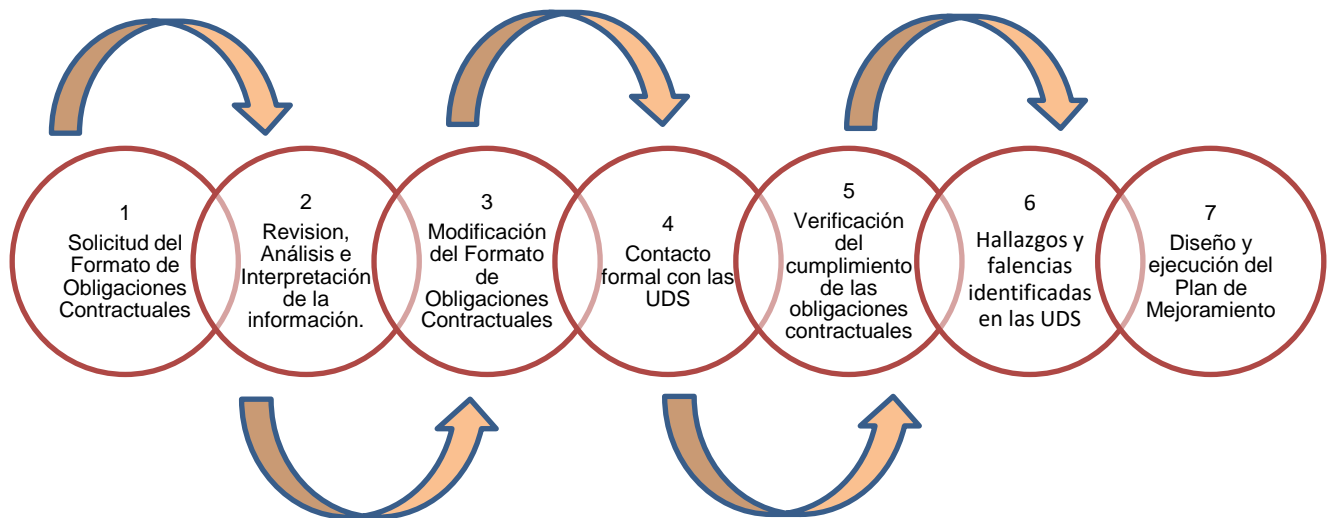 1
Solicitud del
Formato de
Obligaciones
Contractuales
2
Revision,
Análisis e
Interpretación
de la
información.
3
Modificación
del Formato
de
Obligaciones
Contractuales
4
Contacto
formal con las
UDS
5
Verificación
del
cumplimiento
de las
obligaciones
contractuales
6
Hallazgos y
falencias
identificadas
en las UDS
7
Diseño y
ejecución del
Plan de
Mejoramiento